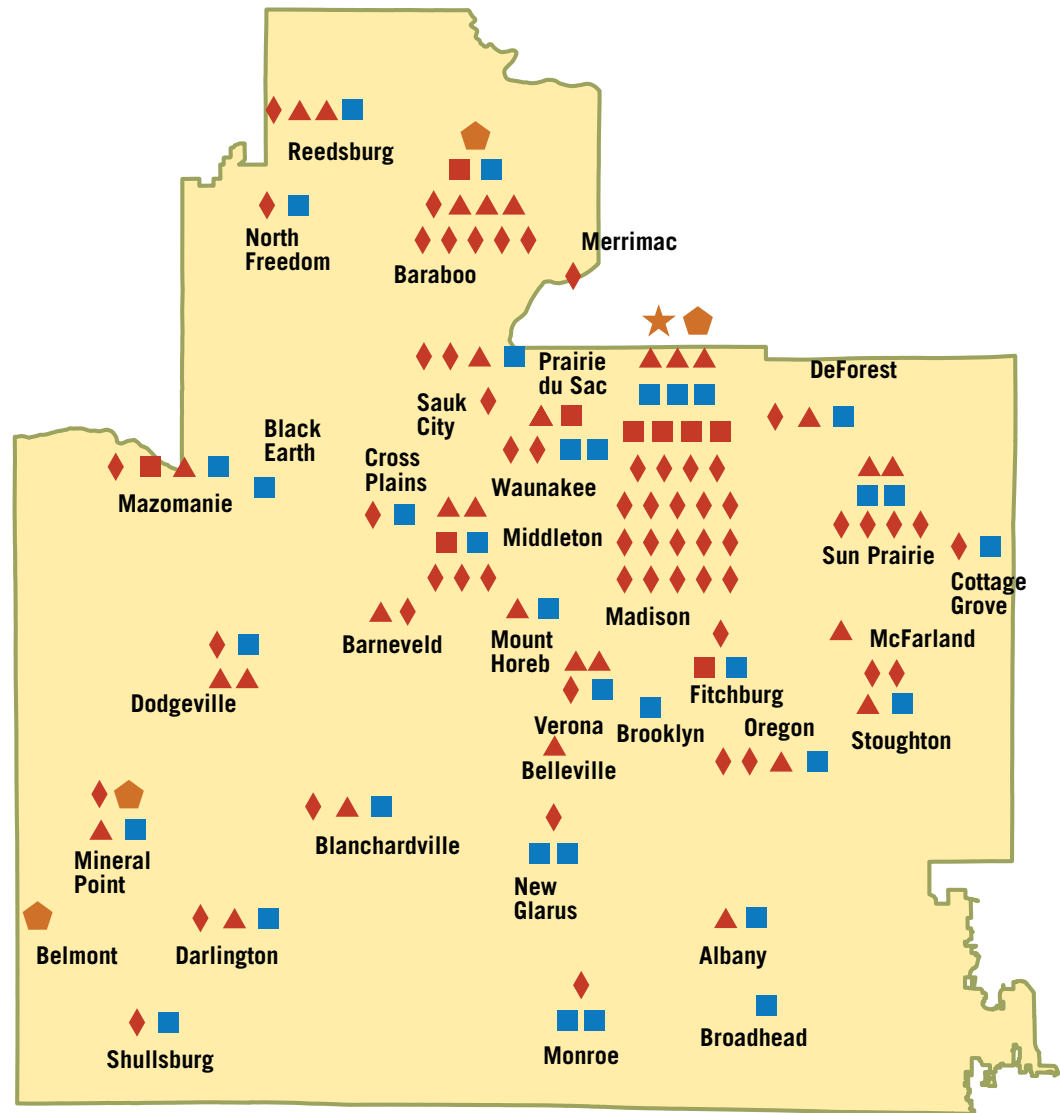 Reedsburg
North
Freedom
Baraboo
Merrimac
Prairie
du Sac
DeForest
Sauk
City
Black
Earth
Cross
Plains
Waunakee
Mazomanie
Middleton
Sun Prairie
Cottage
Grove
Madison
Barneveld
Mount
Horeb
McFarland
Dodgeville
Fitchburg
Verona
Brooklyn
Oregon
Stoughton
Belleville
Blanchardville
Mineral
Point
New
Glarus
Belmont
Darlington
Albany
Shullsburg
Monroe
Broadhead